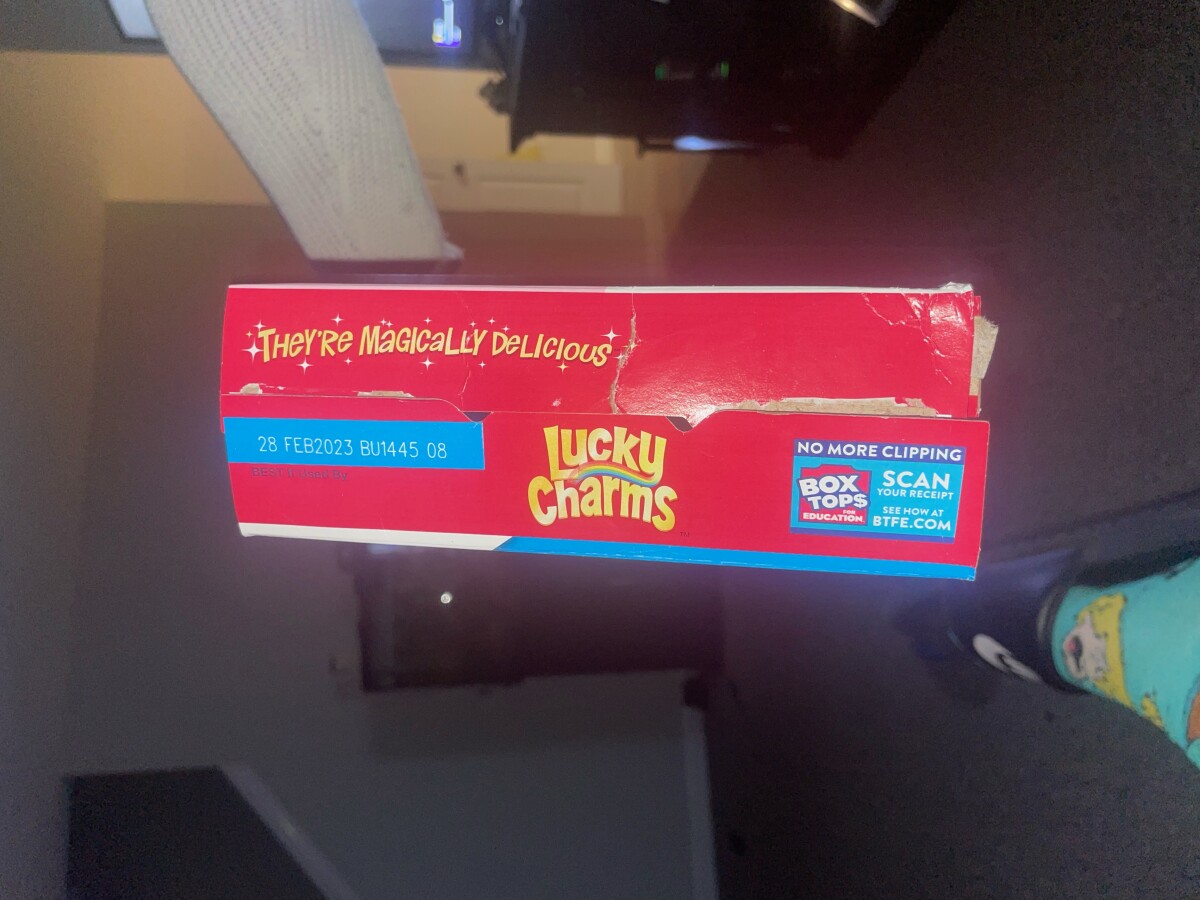 THEY'RE MAGICALLY DELICIOUS
28 FEB2023 BU1445 08
BEST if used by
Lucky
Charms
TM
NO MORE CLIPPING
BOX
TOPS
FOR
EDUCATION
SCAN
YOUR RECEIPT
SEE HOW AT
BTFE.COM